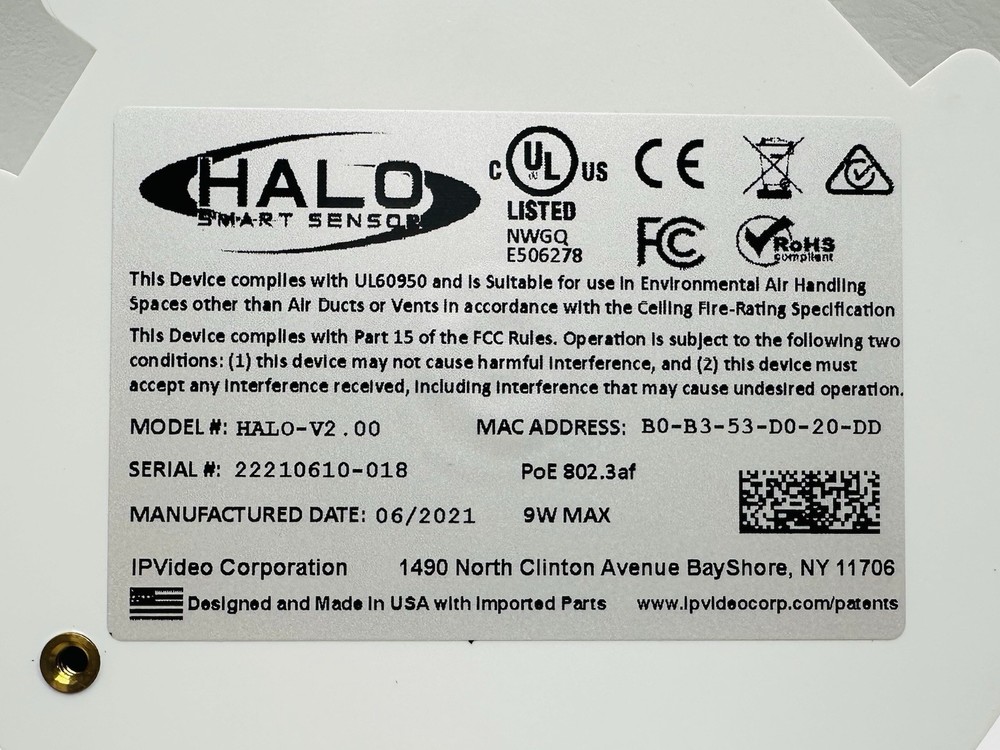 HALO
SMART SENSOR
C UL US
LISTED
NWGQ
E506278
CE
FC
RoHS
compliant
This Device complies with UL60950 and is Suitable for use in Environmental Air Handling
Spaces other than Air Ducts or Vents in accordance with the Ceiling Fire-Rating Specification
This Device complies with Part 15 of the FCC Rules. Operation is subject to the following two
conditions: (1) this device may not cause harmful interference, and (2) this device must
accept any interference received, including interference that may cause undesired operation.
MODEL #: HALO-V2.00 MAC ADDRESS: B0-B3-53-D0-20-DD
SERIAL #: 22210610-018 PoE 802.3af
MANUFACTURED DATE: 06/2021 9W MAX
IPVideo Corporation 1490 North Clinton Avenue BayShore, NY 11706
Designed and Made in USA with Imported Parts www.ipvideocorp.com/patents